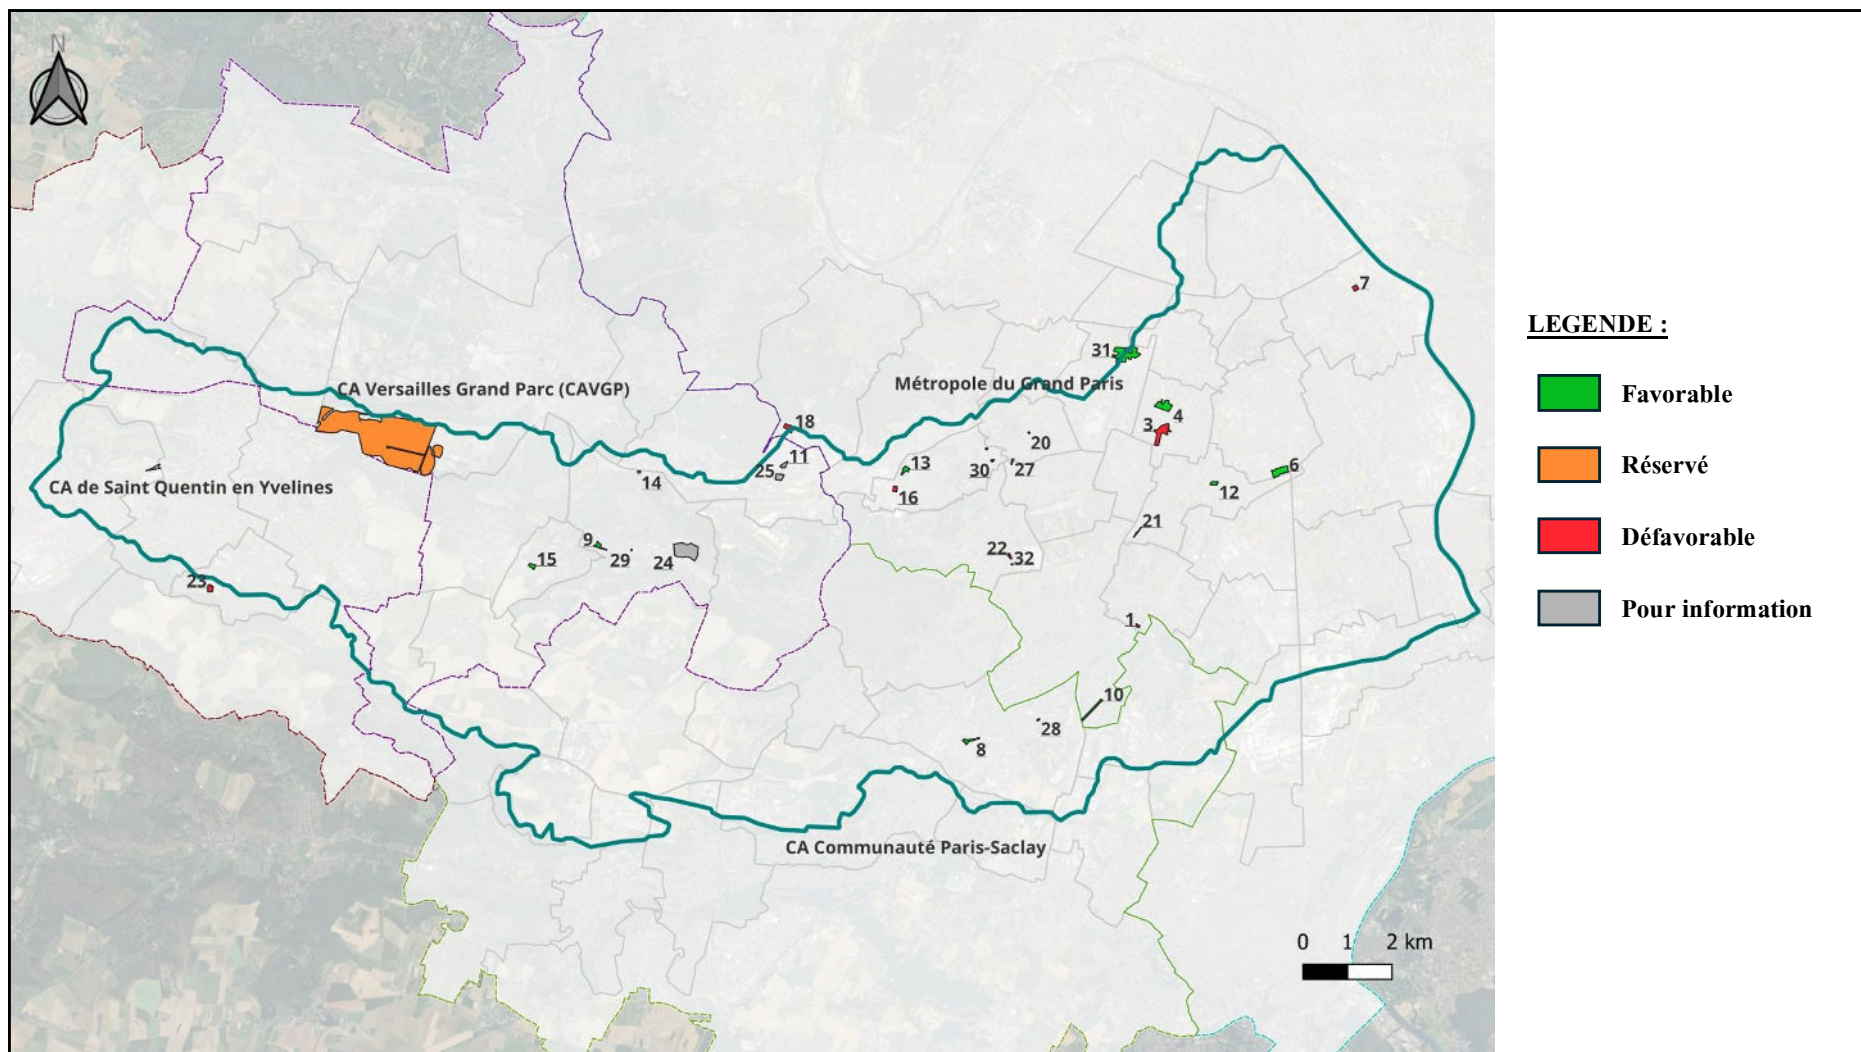 N
7
31
Métropole du Grand Paris
CA Versailles Grand Parc (CAVGP)
4
3
18
20
11
13
30
27
6
25
14
16
12
CA de Saint Quentin en Yvelines
21
9
22
15
29
24
32
23
1
10
28
8
CA Communauté Paris-Saclay
0 1 2 km
LEGENDE :
Favorable
Réservé
Défavorable
Pour information